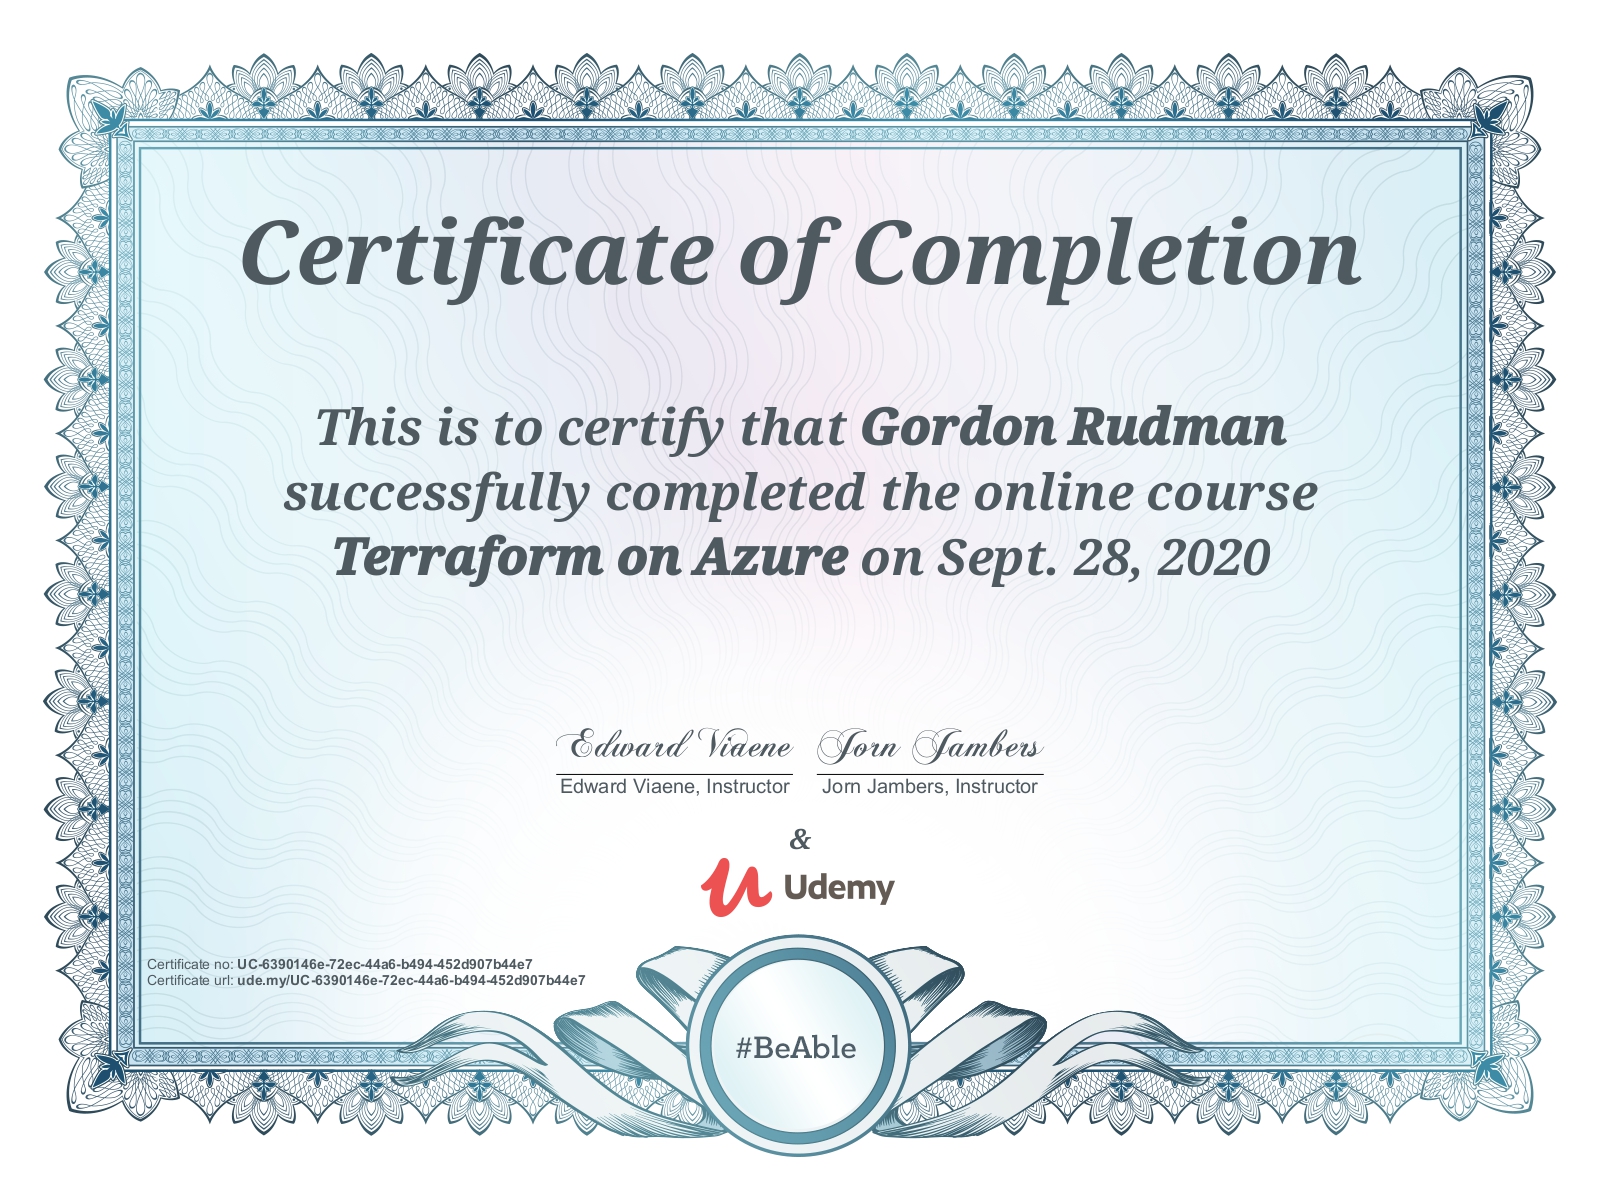 Certificate of Completion
This is to certify that Gordon Rudman
successfully completed the online course
Terraform on Azure on Sept. 28, 2020
Edward Viaene Jorn Jambers
Edward Viaene, Instructor Jorn Jambers, Instructor
&
Udemy
Certificate no: UC-6390146e-72ec-44a6-b494-452d907b44e7
Certificate url: ude.my/UC-6390146e-72ec-44a6-b494-452d907b44e7
#BeAble